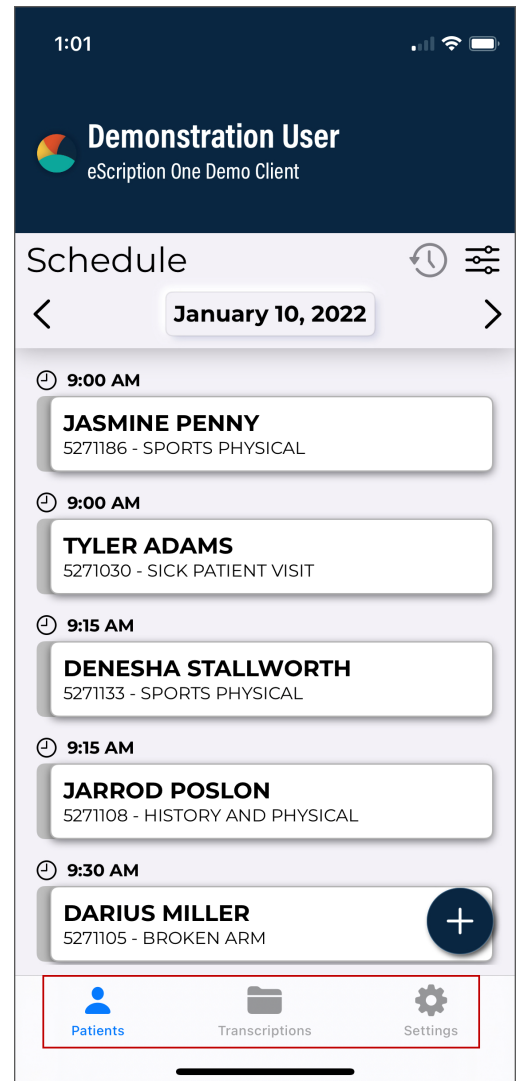 1:01
Demonstration User
eScription One Demo Client
Schedule
January 10, 2022
9:00 AM
JASMINE PENNY
5271186 - SPORTS PHYSICAL
9:00 AM
TYLER ADAMS
5271030 - SICK PATIENT VISIT
9:15 AM
DENESHA STALLWORTH
5271133 - SPORTS PHYSICAL
9:15 AM
JARROD POSLON
5271108 - HISTORY AND PHYSICAL
9:30 AM
DARIUS MILLER
5271105 - BROKEN ARM
Patients Transcriptions Settings